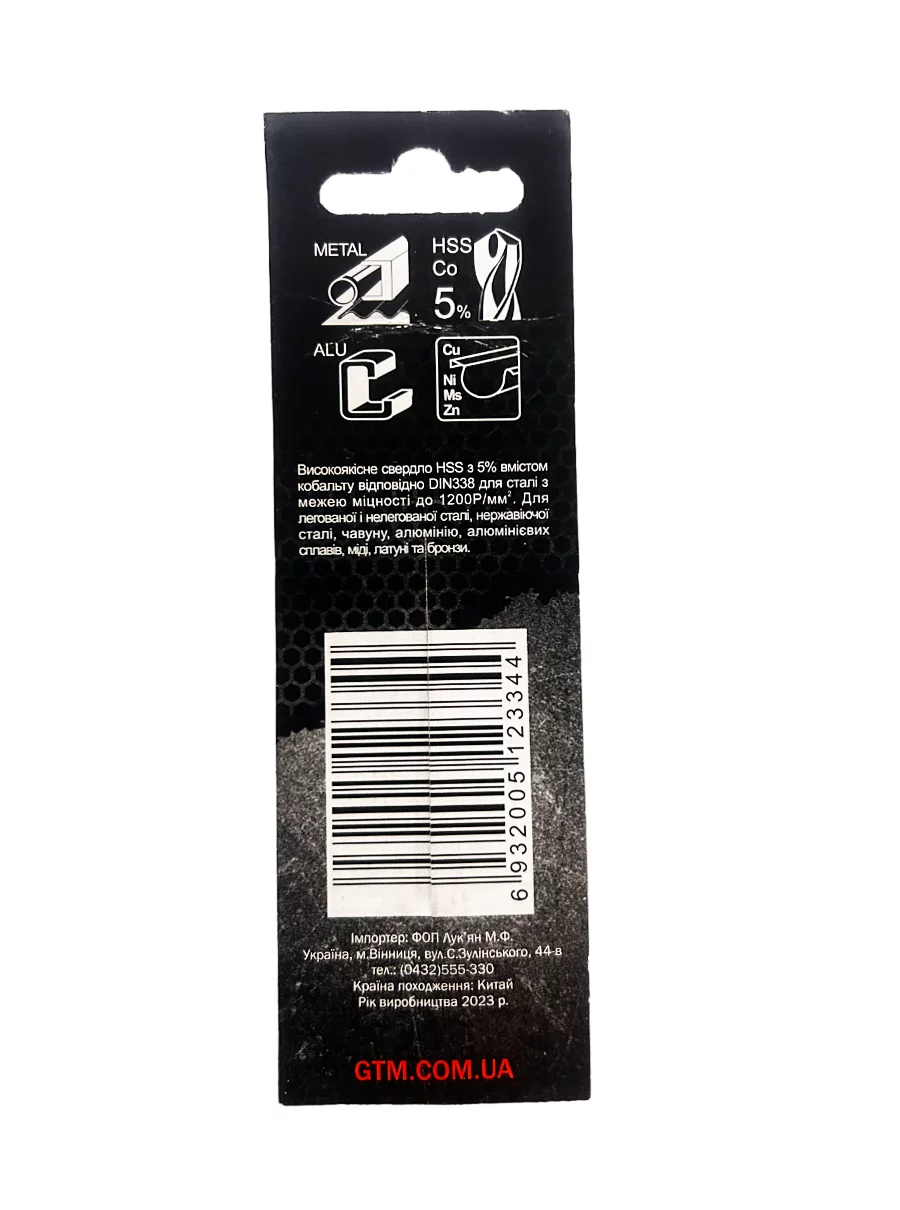 METAL
HSS
Co
5%
ALU
Cu
Ni
Ms
Zn
Високоякісне свердло HSS з 5% вмістом
кобальту відповідно DIN338 для сталі з
межею міцності до 1200Р/мм². Для
легованої і нелегованої сталі, нержавіючої
сталі, чавуну, алюмінію, алюмінієвих
сплавів, міді, латуні та бронзи.
6 932005 123344
Імпортер: ФОП Лук'ян М.Ф.
Україна, м.Вінниця, вул.С.Зулінського, 44-в
тел.: (0432)555-330
Країна походження: Китай
Рік виробництва 2023 р.
GTM.COM.UA